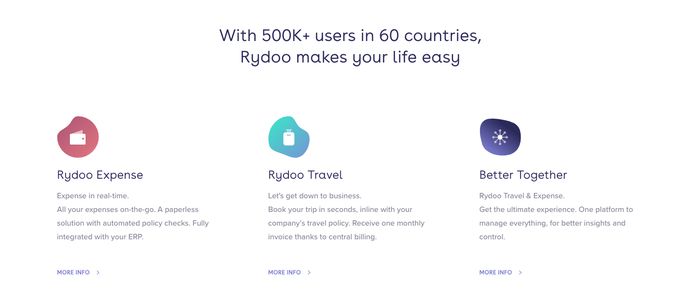 With 500K+ users in 60 countries,
Rydoo makes your life easy
Rydoo Expense
Expense in real-time.
All your expenses on-the-go. A paperless
solution with automated policy checks. Fully
integrated with your ERP.
MORE INFO
Rydoo Travel
Let's get down to business.
Book your trip in seconds, inline with your
company's travel policy. Receive one monthly
invoice thanks to central billing.
MORE INFO
Better Together
Rydoo Travel & Expense.
Get the ultimate experience. One platform to
manage everything, for better insights and
control.
MORE INFO